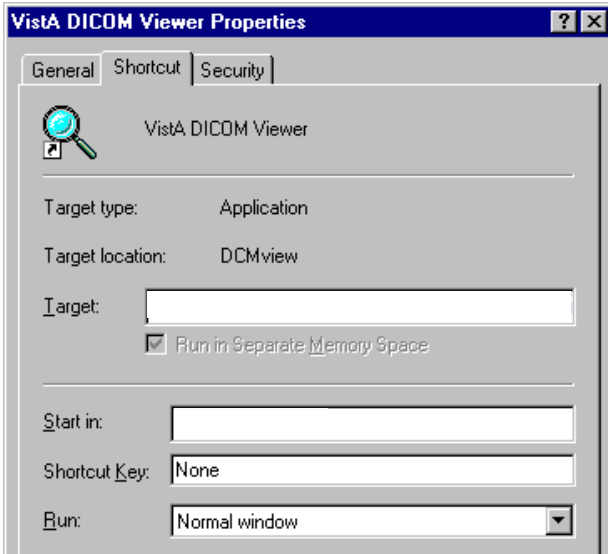 VistA DICOM Viewer Properties ? X
General Shortcut Security
VistA DICOM Viewer
Target type: Application
Target location: DCMview
Target:
Run in Separate Memory Space
Start in:
Shortcut Key: None
Run: Normal window